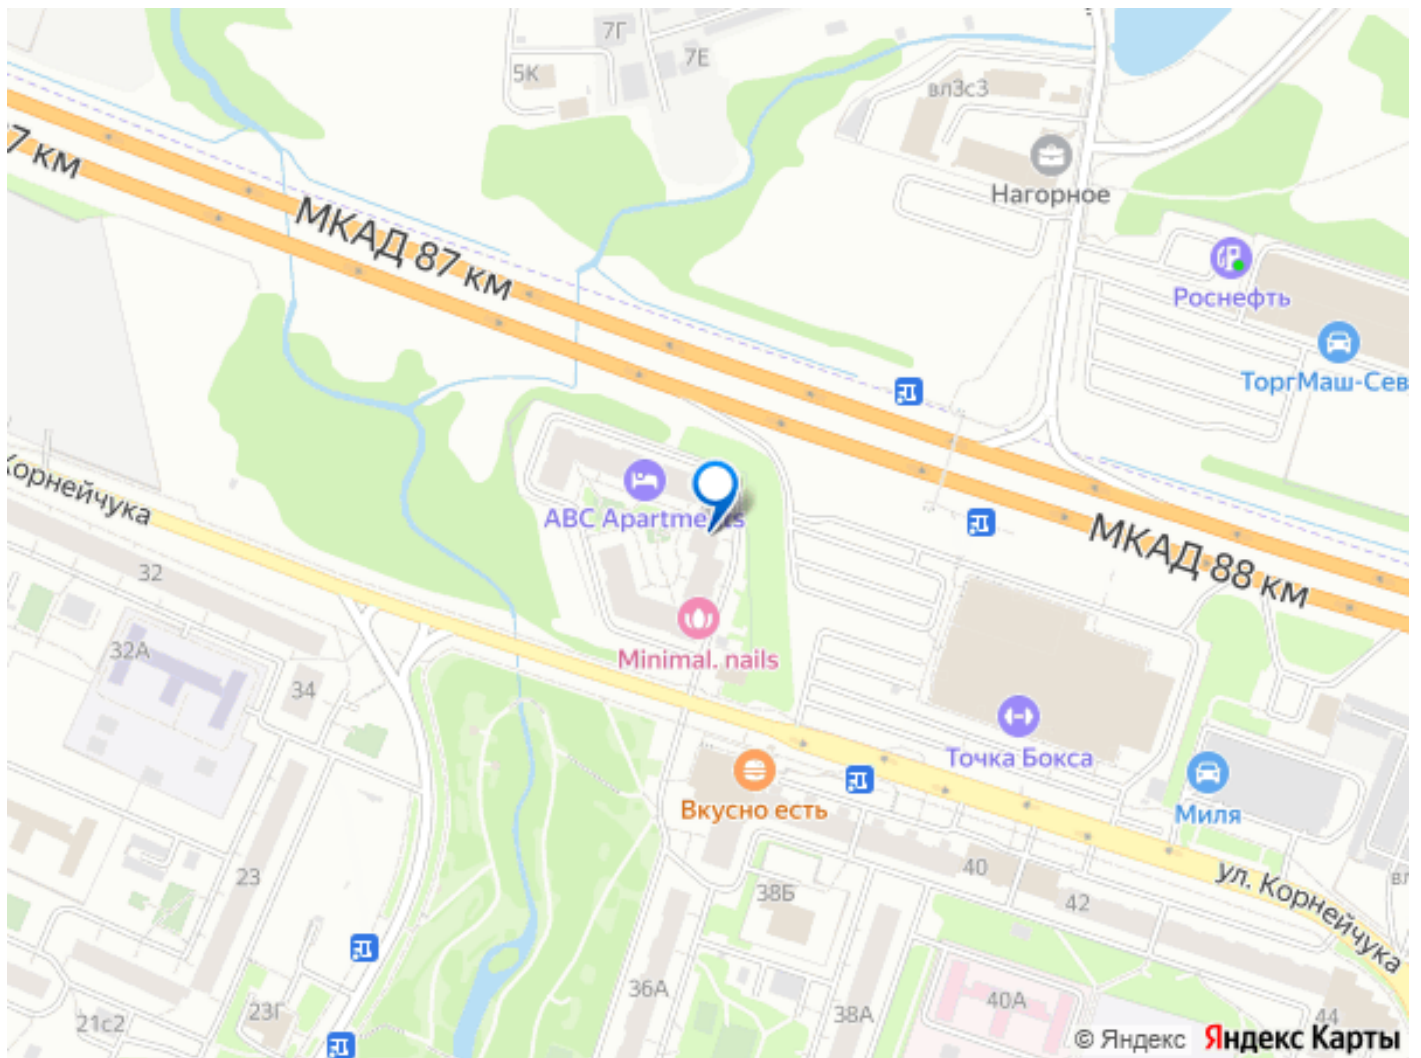 7Г
7Е
5К
вл3с3
7 км
Нагорное
МКАД 87 км
Роснефть
ТоргМаш-Сев
Корнейчука
ABC Apartments
МКАД 88 км
32
32А
34
Minimal. nails
Точка Бокса
Вкусно есть
Миля
23
38Б
40
42
ул. Корнейчука
вл
36А
38А
40А
44
21с2
23Г
© Яндекс Яндекс Карты